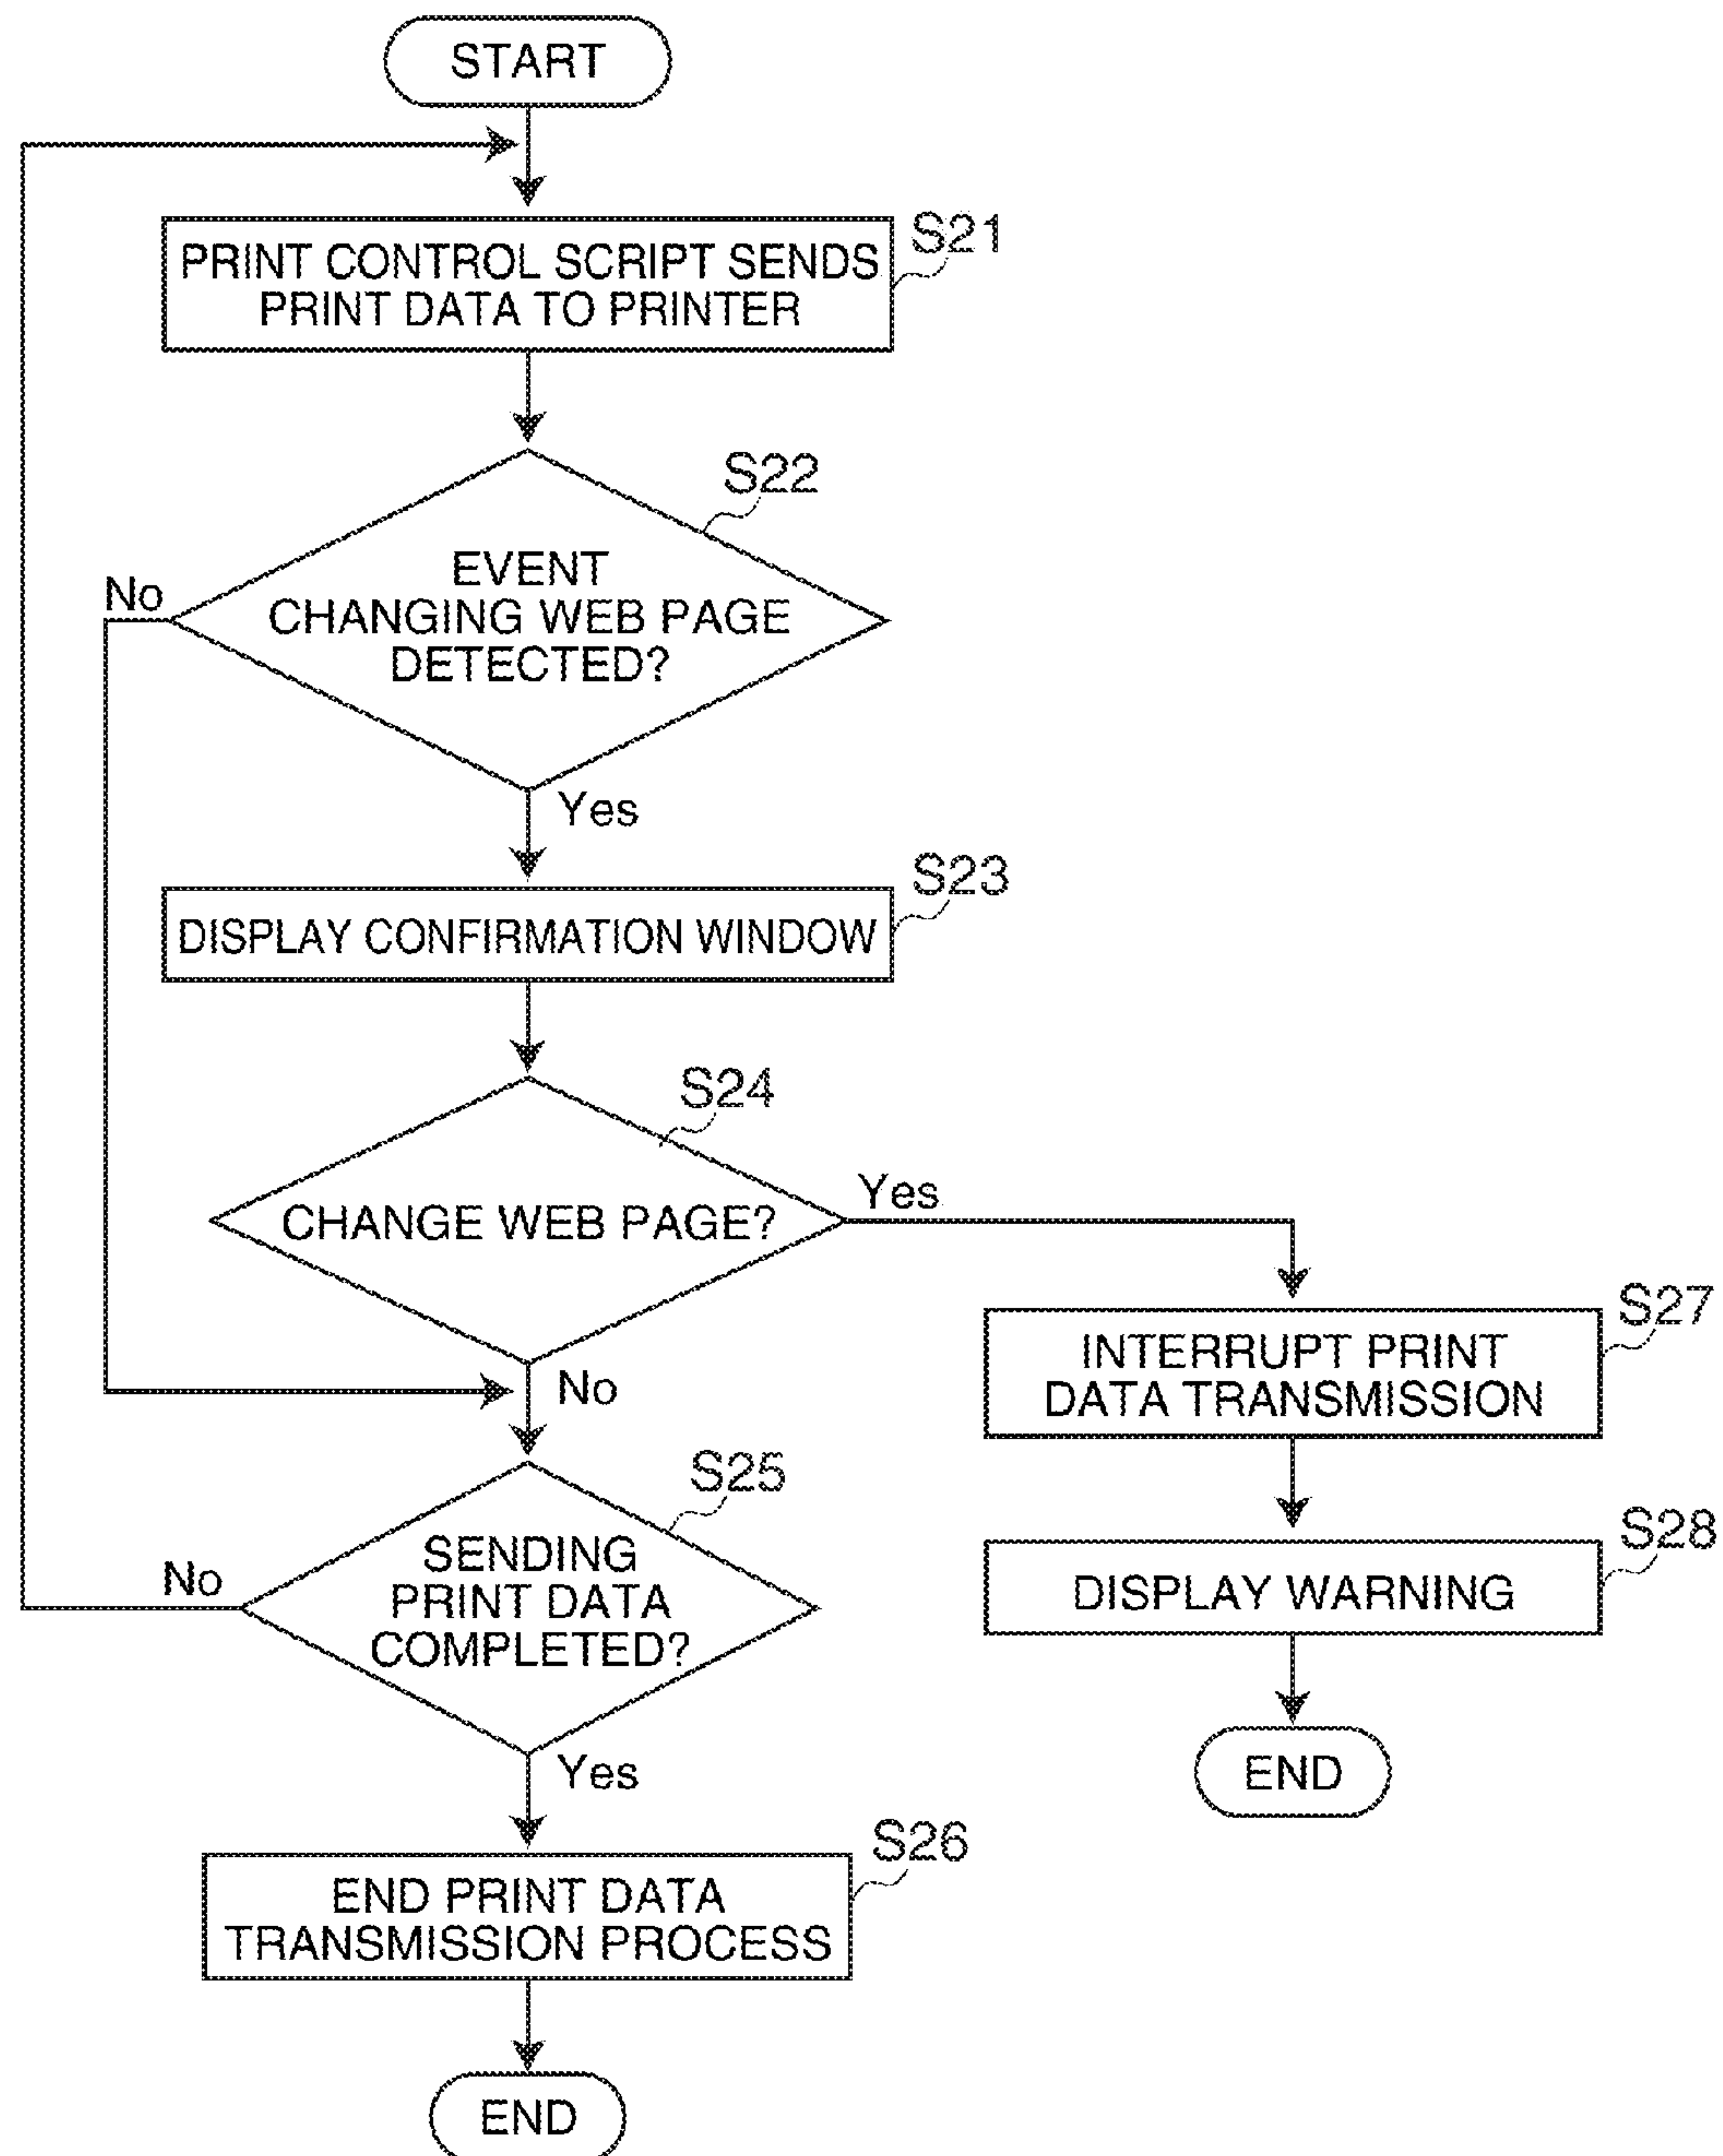 START
PRINT CONTROL SCRIPT SENDS
PRINT DATA TO PRINTER
S21
EVENT
CHANGING WEB PAGE
DETECTED?
S22
No
Yes
DISPLAY CONFIRMATION WINDOW
S23
CHANGE WEB PAGE?
S24
Yes
No
SENDING
PRINT DATA
COMPLETED?
S25
No
Yes
END PRINT DATA
TRANSMISSION PROCESS
S26
END
INTERRUPT PRINT
DATA TRANSMISSION
S27
DISPLAY WARNING
S28
END